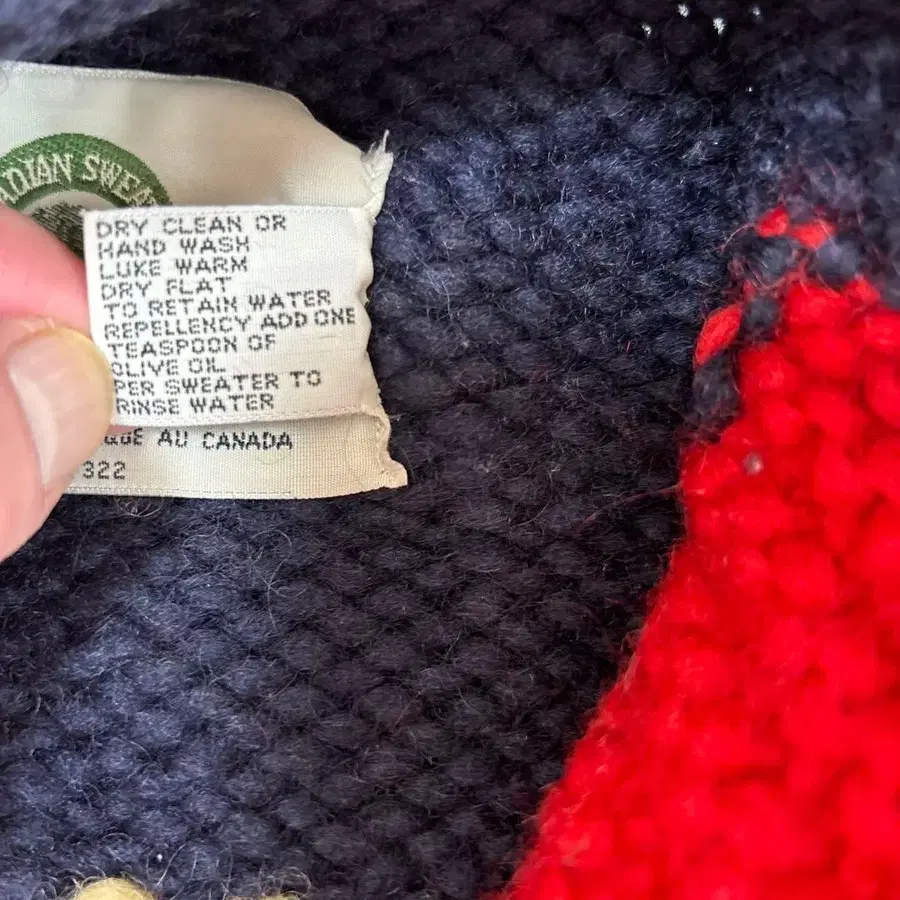 DRY CLEAN OR
HAND WASH
LUKE WARM
DRY FLAT
TO RETAIN WATER
REPELLENCY ADD ONE
TEASPOON OF
OLIVE OIL
PER SWEATER TO
RINSE WATER
AU CANADA
322